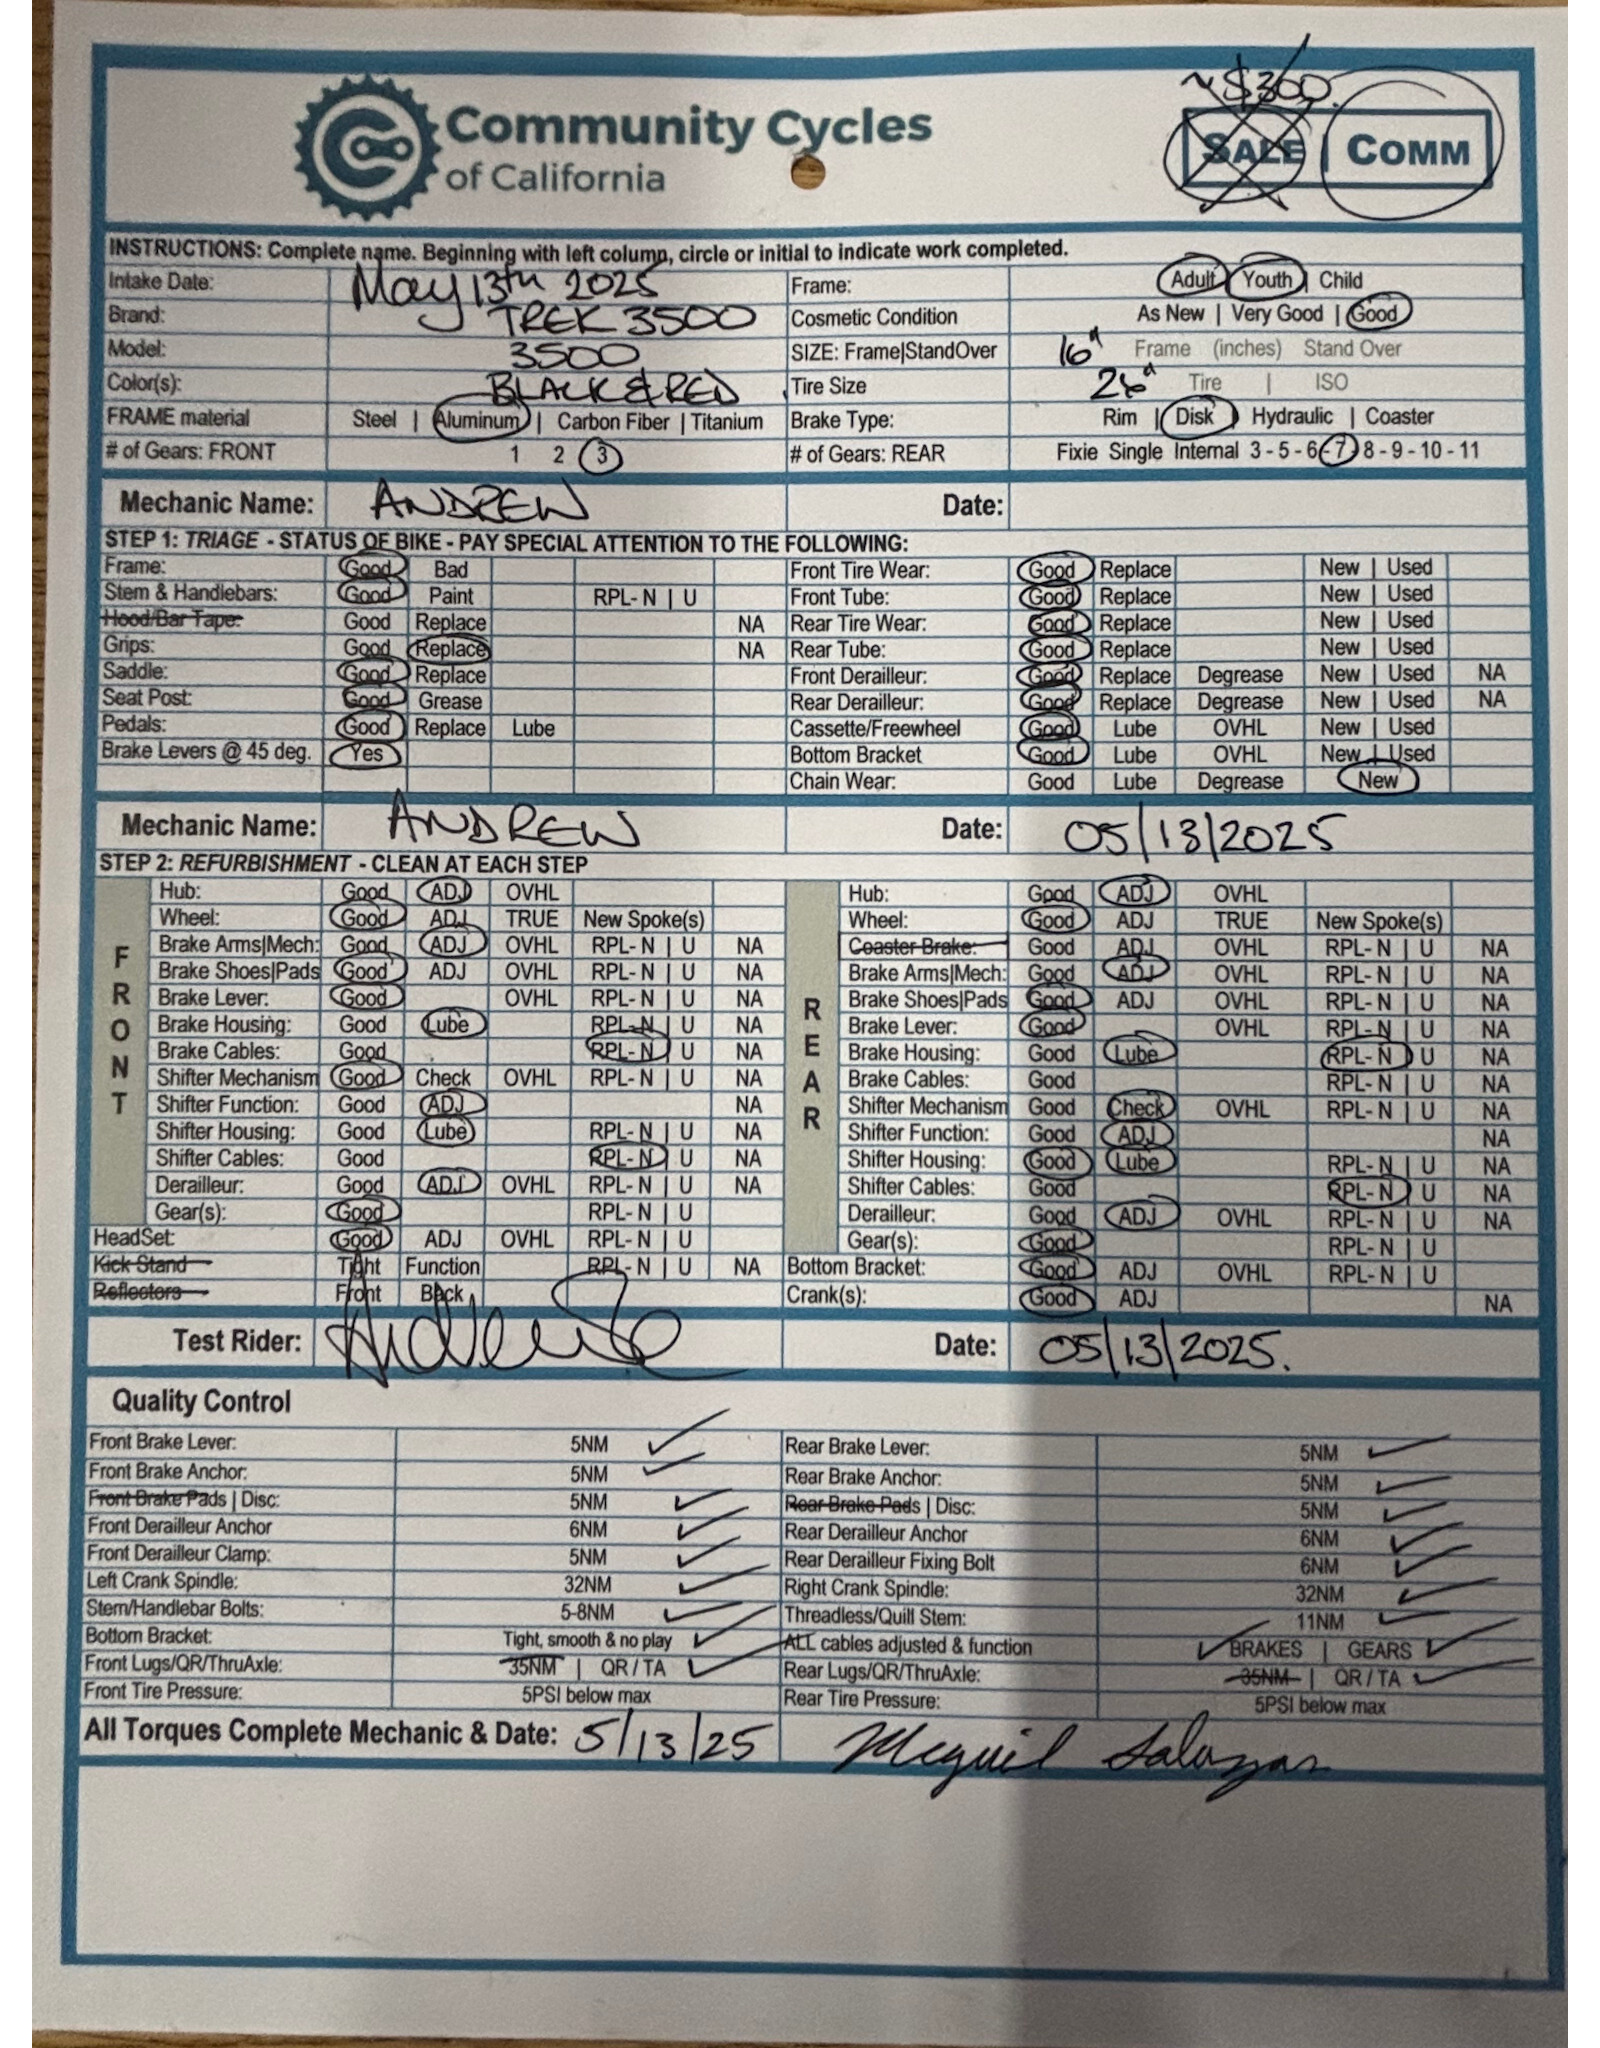 ~$300.
Community Cycles
of California
SALE | COMM
INSTRUCTIONS: Complete name. Beginning with left column, circle or initial to indicate work completed.
Intake Date: May 13th 2025 Frame: Adult | Youth | Child
Brand: TREK 3500 Cosmetic Condition As New | Very Good | Good
Model: 3500 SIZE: Frame|StandOver 16" Frame (inches) Stand Over
Color(s): BLACK & RED Tire Size 26" Tire | ISO
FRAME material Steel | Aluminum | Carbon Fiber | Titanium Brake Type: Rim | Disk | Hydraulic | Coaster
# of Gears: FRONT 1 2 3 # of Gears: REAR Fixie Single Internal 3 - 5 - 6 - 7 - 8 - 9 - 10 - 11
Mechanic Name: ANDREW Date:
STEP 1: TRIAGE - STATUS OF BIKE - PAY SPECIAL ATTENTION TO THE FOLLOWING:
Frame: Good Bad Front Tire Wear: Good Replace New | Used
Stem & Handlebars: Good Paint RPL- N | U Front Tube: Good Replace New | Used
Hood/Bar Tape: Good Replace NA Rear Tire Wear: Good Replace New | Used
Grips: Good Replace NA Rear Tube: Good Replace New | Used
Saddle: Good Replace Front Derailleur: Good Replace Degrease New | Used NA
Seat Post: Good Grease Rear Derailleur: Good Replace Degrease New | Used NA
Pedals: Good Replace Lube Cassette/Freewheel Good Lube OVHL New | Used
Brake Levers @ 45 deg. Yes Bottom Bracket Good Lube OVHL New | Used
Chain Wear: Good Lube Degrease New
Mechanic Name: ANDREW Date: 05/13/2025
STEP 2: REFURBISHMENT - CLEAN AT EACH STEP
FRONT
Hub: Good ADJ OVHL
Wheel: Good ADJ TRUE New Spoke(s)
Brake Arms|Mech: Good ADJ OVHL RPL- N | U NA
Brake Shoes|Pads Good ADJ OVHL RPL- N | U NA
Brake Lever: Good OVHL RPL- N | U NA
Brake Housing: Good Lube RPL- N | U NA
Brake Cables: Good RPL- N | U NA
Shifter Mechanism Good Check OVHL RPL- N | U NA
Shifter Function: Good ADJ NA
Shifter Housing: Good Lube RPL- N | U NA
Shifter Cables: Good RPL- N | U NA
Derailleur: Good ADJ OVHL RPL- N | U NA
Gear(s): Good RPL- N | U
HeadSet: Good ADJ OVHL RPL- N | U
Kick Stand Tight Function RPL- N | U NA
Reflectors Front Back
REAR
Hub: Good ADJ OVHL
Wheel: Good ADJ TRUE New Spoke(s)
Coaster Brake: Good ADJ OVHL RPL- N | U NA
Brake Arms|Mech: Good ADJ OVHL RPL- N | U NA
Brake Shoes|Pads Good ADJ OVHL RPL- N | U NA
Brake Lever: Good OVHL RPL- N | U NA
Brake Housing: Good Lube RPL- N | U NA
Brake Cables: Good RPL- N | U NA
Shifter Mechanism Good Check OVHL RPL- N | U NA
Shifter Function: Good ADJ NA
Shifter Housing: Good Lube RPL- N | U NA
Shifter Cables: Good RPL- N | U NA
Derailleur: Good ADJ OVHL RPL- N | U NA
Gear(s): Good RPL- N | U
Bottom Bracket: Good ADJ OVHL RPL- N | U
Crank(s): Good ADJ NA
Test Rider: Date: 05/13/2025.
Quality Control
Front Brake Lever: 5NM ✓ Rear Brake Lever: 5NM ✓
Front Brake Anchor: 5NM ✓ Rear Brake Anchor: 5NM ✓
Front Brake Pads | Disc: 5NM ✓ Rear Brake Pads | Disc: 5NM ✓
Front Derailleur Anchor 6NM ✓ Rear Derailleur Anchor 6NM ✓
Front Derailleur Clamp: 5NM ✓ Rear Derailleur Fixing Bolt 6NM ✓
Left Crank Spindle: 32NM ✓ Right Crank Spindle: 32NM ✓
Stem/Handlebar Bolts: 5-8NM ✓ Threadless/Quill Stem: 11NM ✓
Bottom Bracket: Tight, smooth & no play ✓ ALL cables adjusted & function ✓ BRAKES | GEARS ✓
Front Lugs/QR/ThruAxle: 35NM | QR / TA ✓ Rear Lugs/QR/ThruAxle: 35NM | QR / TA ✓
Front Tire Pressure: 5PSI below max Rear Tire Pressure: 5PSI below max
All Torques Complete Mechanic & Date: 5/13/25 Salazar